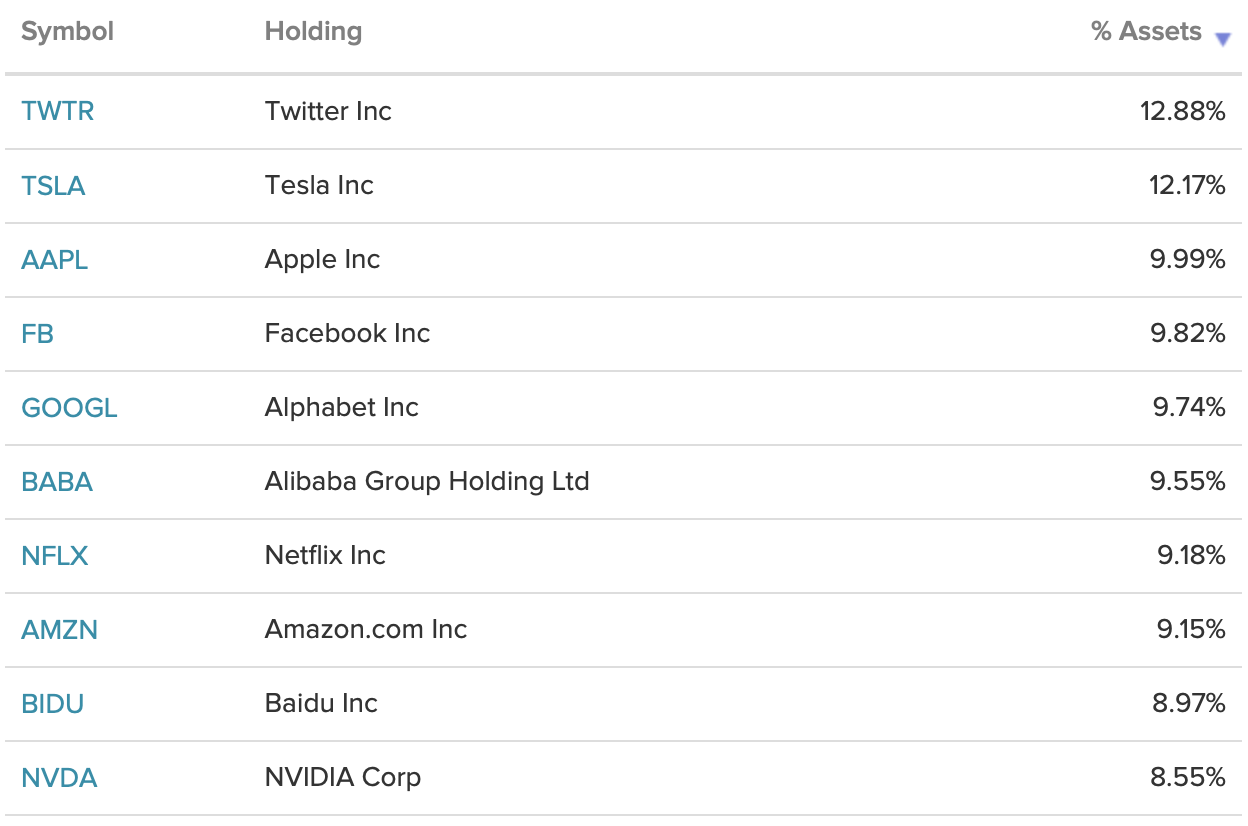 Symbol Holding % Assets
TWTR Twitter Inc 12.88%
TSLA Tesla Inc 12.17%
AAPL Apple Inc 9.99%
FB Facebook Inc 9.82%
GOOGL Alphabet Inc 9.74%
BABA Alibaba Group Holding Ltd 9.55%
NFLX Netflix Inc 9.18%
AMZN Amazon.com Inc 9.15%
BIDU Baidu Inc 8.97%
NVDA NVIDIA Corp 8.55%